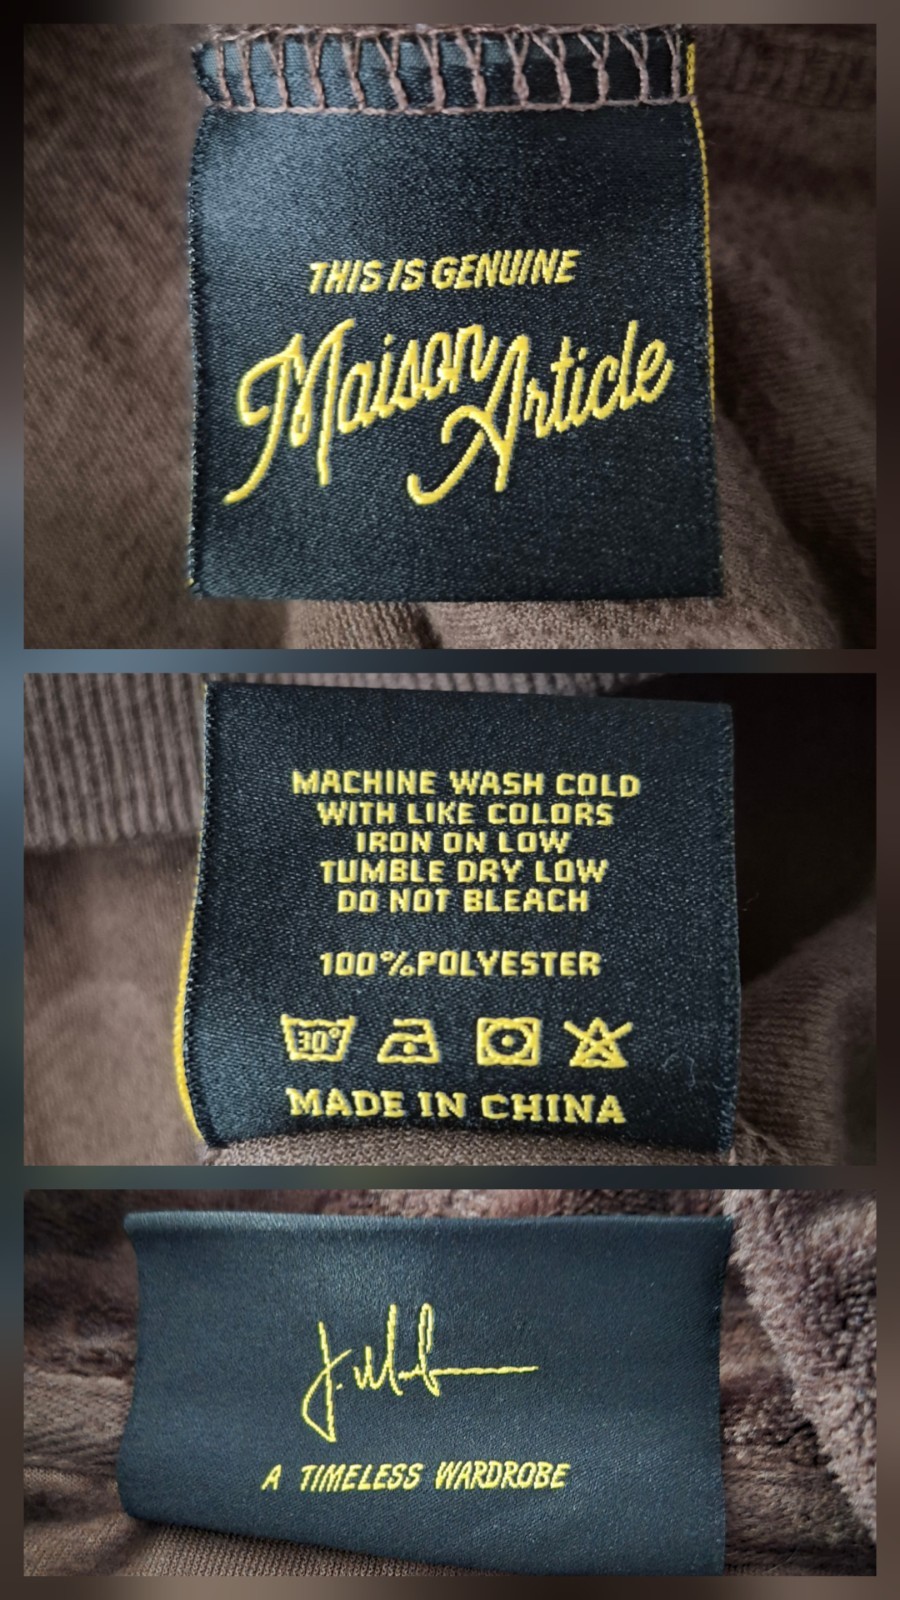 THIS IS GENUINE
Maison Article
MACHINE WASH COLD
WITH LIKE COLORS
IRON ON LOW
TUMBLE DRY LOW
DO NOT BLEACH
100%POLYESTER
30°
MADE IN CHINA
A TIMELESS WARDROBE